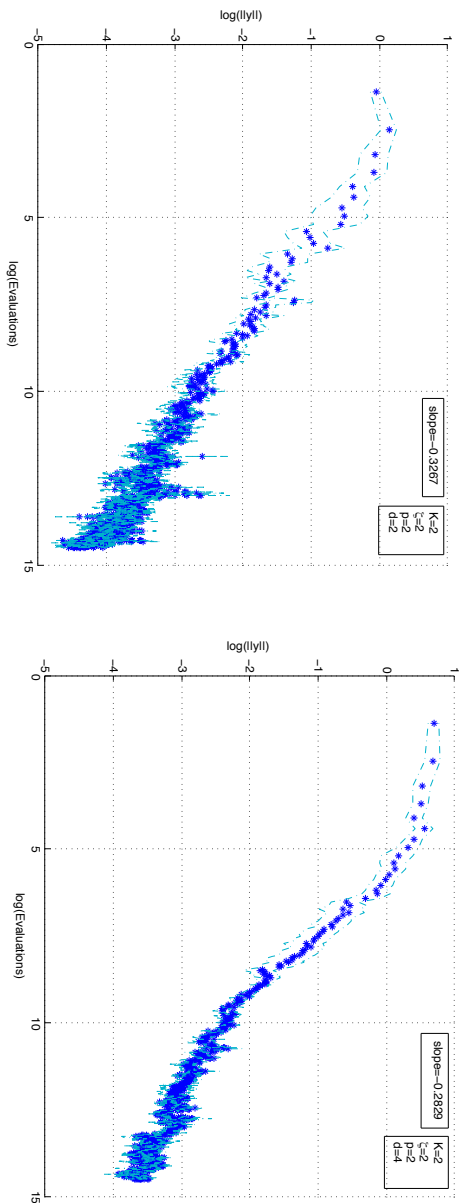 log(||y||)
1
0
−1
−2
−3
−4
−5
0
5
10
15
log(Evaluations)
slope=−0.3267
K=2
ζ=2
p=2
d=2
log(||y||)
1
0
−1
−2
−3
−4
−5
0
5
10
15
log(Evaluations)
slope=−0.2829
K=2
ζ=2
p=2
d=4